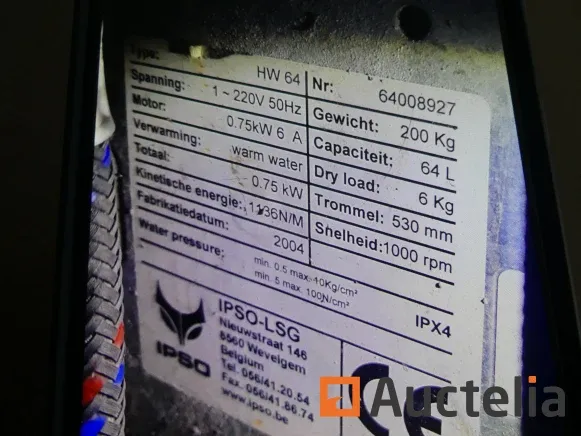 Type: HW 64
Spanning: 1 ~ 220V 50Hz
Motor: 0.75kW 6 A
Verwarming: warm water
Totaal: 0.75 kW
Kinetische energie: 1136N/M
Fabrikatiedatum: 2004
Water pressure: min. 0.5 max. 10Kg/cm²
min. 5 max. 100N/cm²
Nr: 64008927
Gewicht: 200 Kg
Capaciteit: 64 L
Dry load: 6 Kg
Trommel: 530 mm
Shelheid: 1000 rpm
IPX4
IPSO
IPSO-LSG
Nieuwstraat 146
8560 Wevelgem
Belgium
Tel. 056/41.20.54
Fax. 056/41.86.74
www.ipso.be
CE
Auctelia